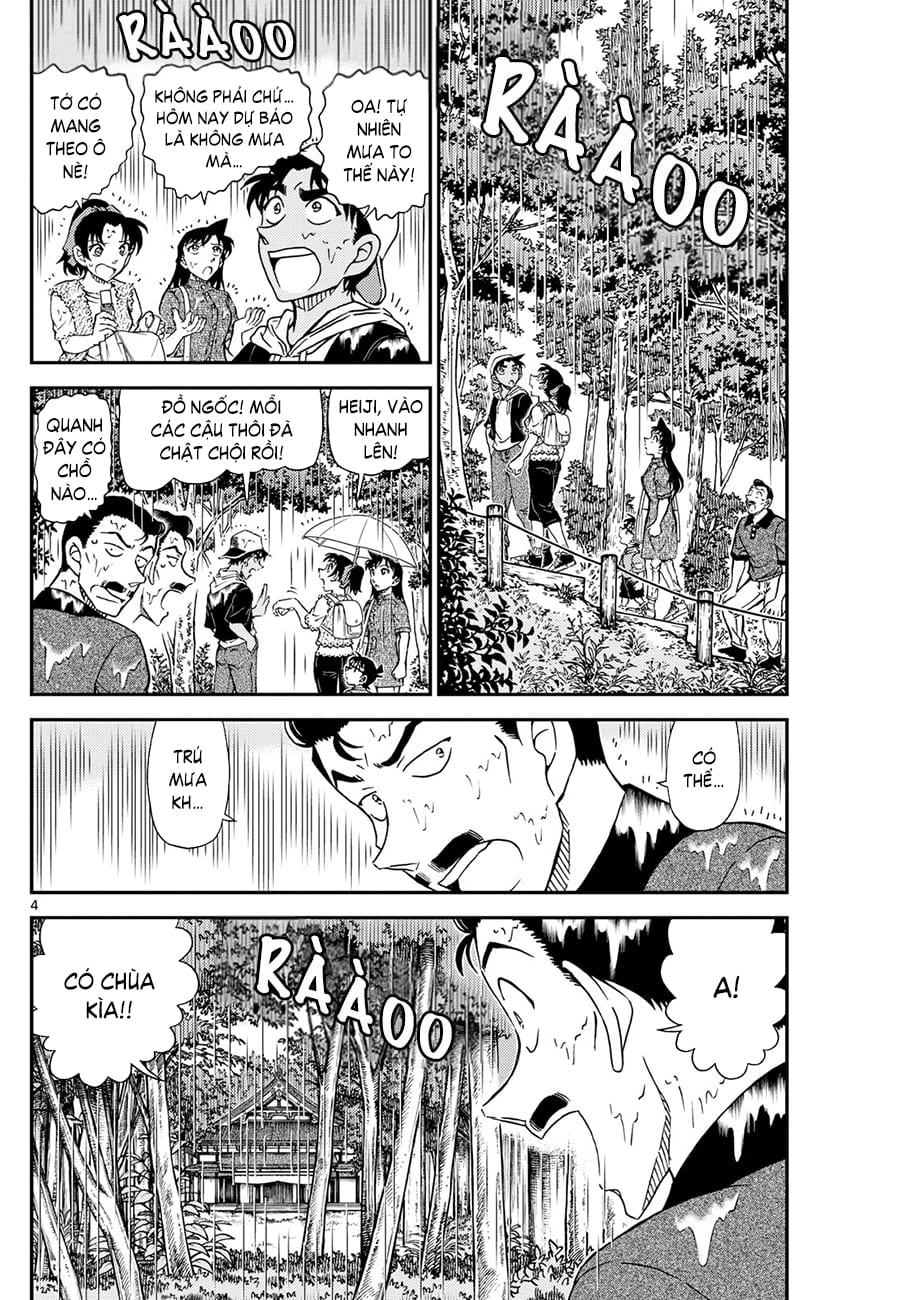 RÀÀOO
RÀÀOO
OA! TỰ
NHIÊN
MƯA TO
THẾ NÀY!
KHÔNG PHẢI CHỨ...
HÔM NAY DỰ BÁO
LÀ KHÔNG MƯA
MÀ...
TỚ CÓ
MANG
THEO Ô
NÈ!
HEIJI, VÀO
NHANH
LÊN!
ĐỒ NGỐC! MỖI
CÁC CẬU THÔI ĐÃ
CHẬT CHỘI RỒI!
QUANH
ĐÂY CÓ
CHỖ
NÀO...
CÓ
THỂ...
TRÚ
MƯA
KH...
4
A!
RÀÀOO
CÓ CHÙA
KÌA!!